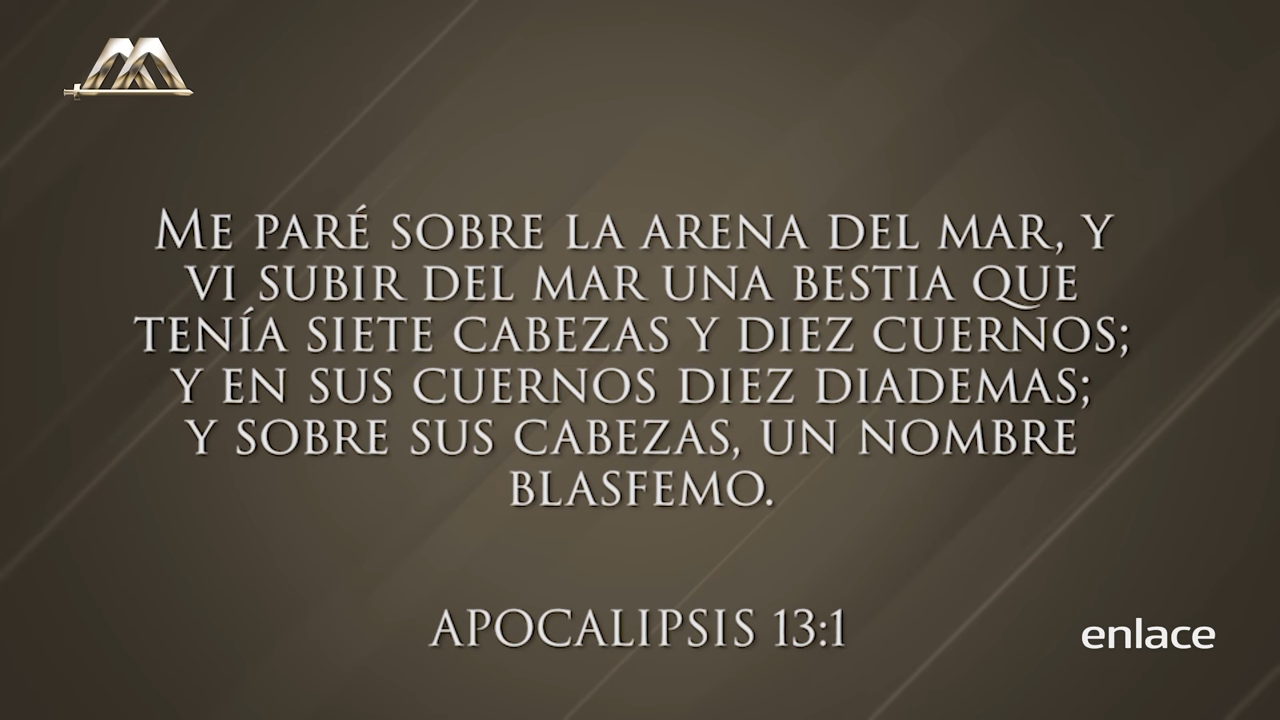 ME PARÉ SOBRE LA ARENA DEL MAR, Y
VI SUBIR DEL MAR UNA BESTIA QUE
TENÍA SIETE CABEZAS Y DIEZ CUERNOS;
Y EN SUS CUERNOS DIEZ DIADEMAS;
Y SOBRE SUS CABEZAS, UN NOMBRE
BLASFEMO.
APOCALIPSIS 13:1
enlace